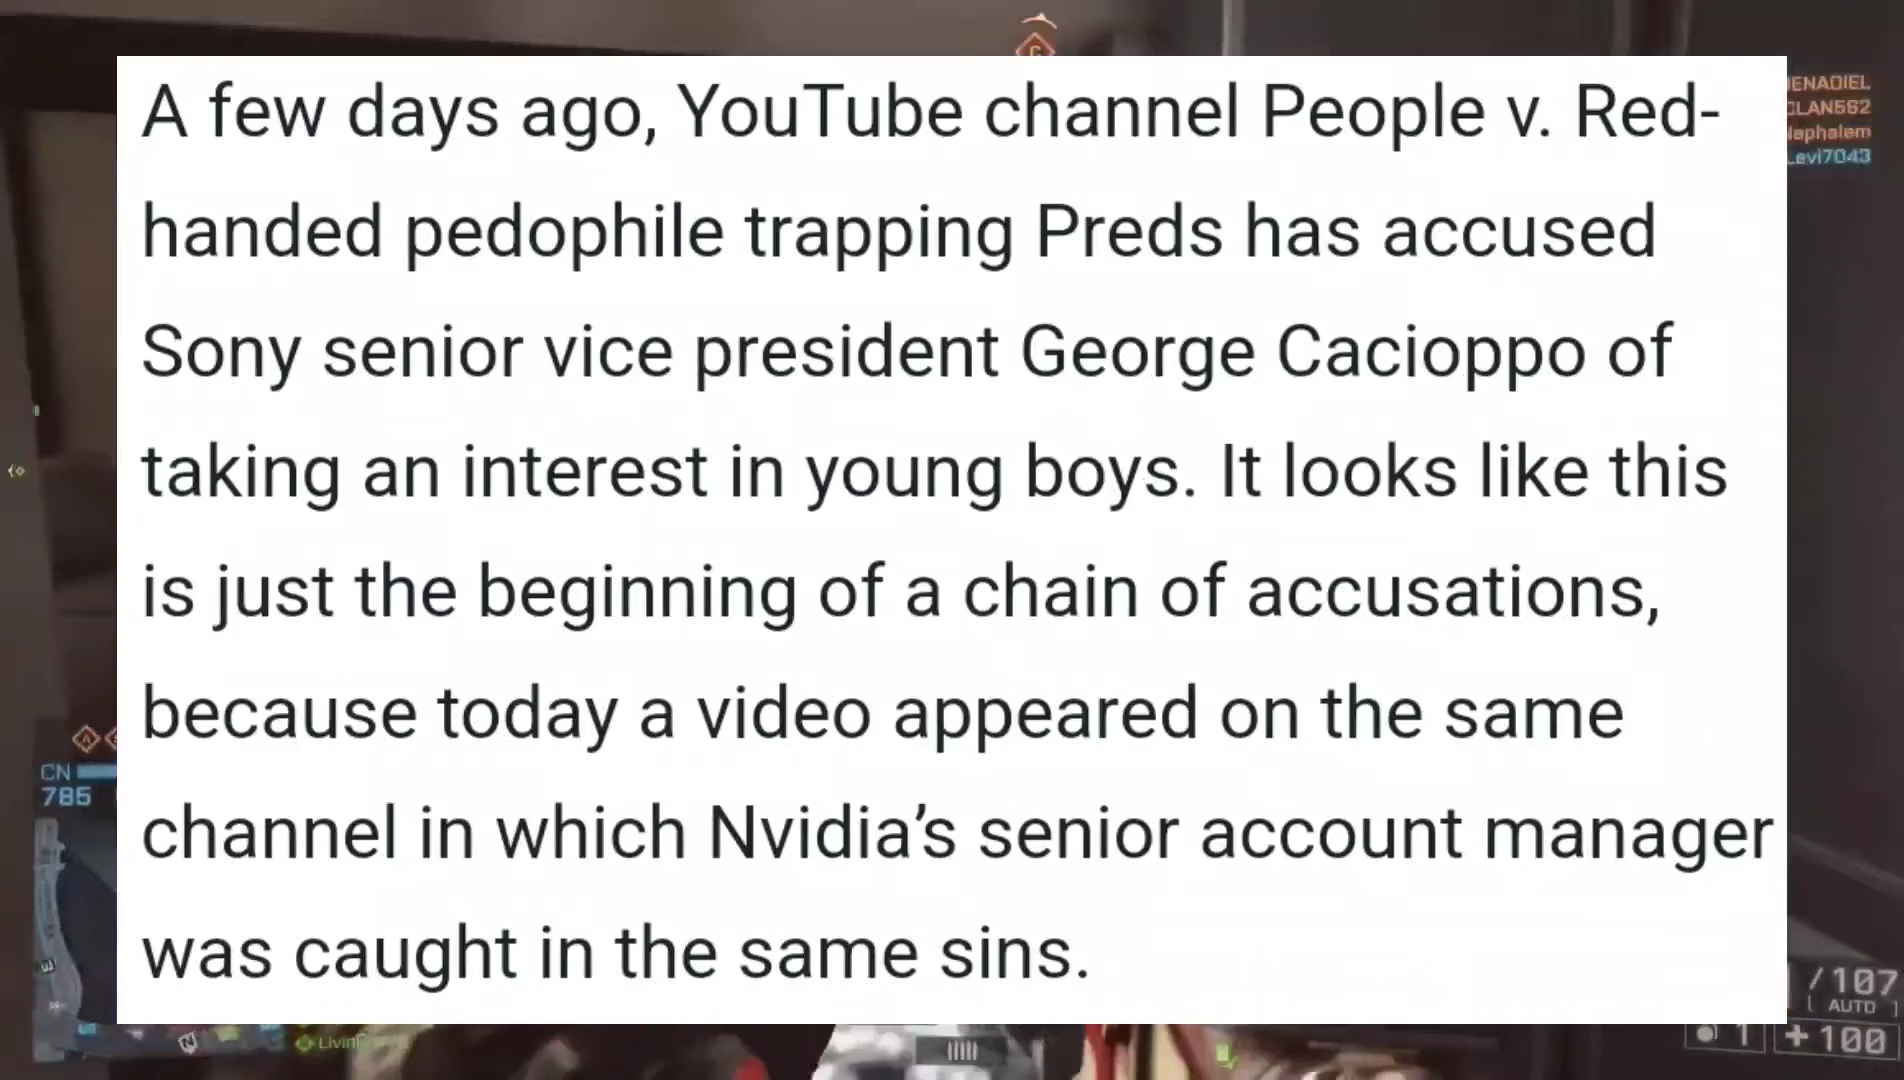 C
A few days ago, YouTube channel People v. Red-
handed pedophile trapping Preds has accused
Sony senior vice president George Cacioppo of
taking an interest in young boys. It looks like this
is just the beginning of a chain of accusations,
because today a video appeared on the same
channel in which Nvidia’s senior account manager
was caught in the same sins.
ENADIEL
CLAN562
Nephalem
Levi7043
A
CN
785
/107
[ AUTO ]
1
+100